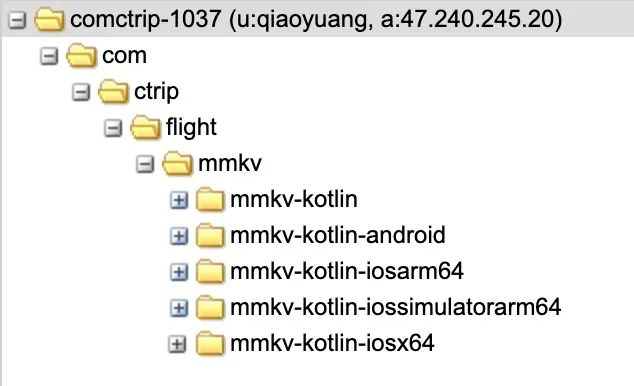 comctrip-1037 (u:qiaoyuang, a:47.240.245.20)
com
ctrip
flight
mmkv
mmkv-kotlin
mmkv-kotlin-android
mmkv-kotlin-iosarm64
mmkv-kotlin-iossimulatorarm64
mmkv-kotlin-iosx64